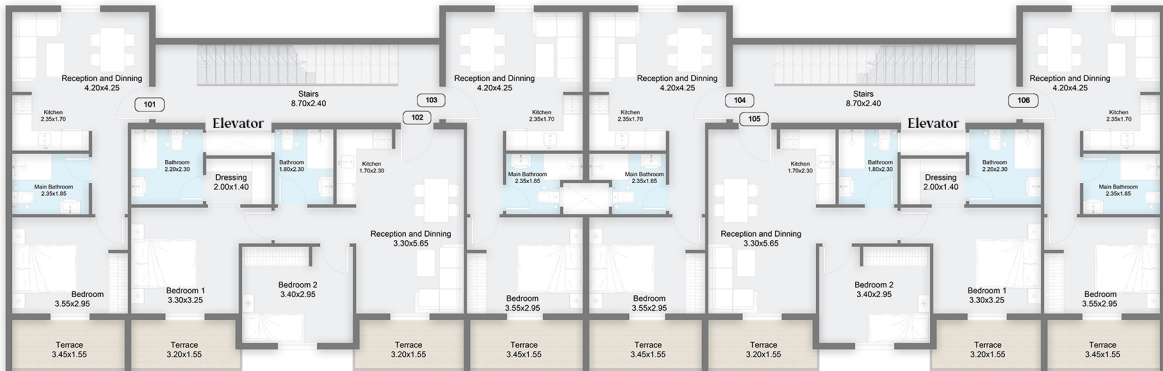 Reception and Dinning
4.20x4.25
Reception and Dinning
4.20x4.25
Reception and Dinning
4.20x4.25
Reception and Dinning
4.20x4.25
Stairs
8.70x2.40
Stairs
8.70x2.40
101
103
102
104
105
106
Kitchen
2.35x1.70
Kitchen
2.35x1.70
Kitchen
2.35x1.70
Kitchen
2.35x1.70
Elevator
Elevator
Bathroom
2.20x2.30
Bathroom
1.80x2.30
Kitchen
1.70x2.30
Kitchen
1.70x2.30
Bathroom
1.80x2.30
Bathroom
2.20x2.30
Dressing
2.00x1.40
Dressing
2.00x1.40
Main Bathroom
2.35x1.85
Main Bathroom
2.35x1.85
Main Bathroom
2.35x1.85
Main Bathroom
2.35x1.85
Reception and Dinning
3.30x5.65
Reception and Dinning
3.30x5.65
Bedroom
3.55x2.95
Bedroom 1
3.30x3.25
Bedroom 2
3.40x2.95
Bedroom
3.55x2.95
Bedroom
3.55x2.95
Bedroom 2
3.40x2.95
Bedroom 1
3.30x3.25
Bedroom
3.55x2.95
Terrace
3.45x1.55
Terrace
3.20x1.55
Terrace
3.20x1.55
Terrace
3.45x1.55
Terrace
3.45x1.55
Terrace
3.20x1.55
Terrace
3.20x1.55
Terrace
3.45x1.55